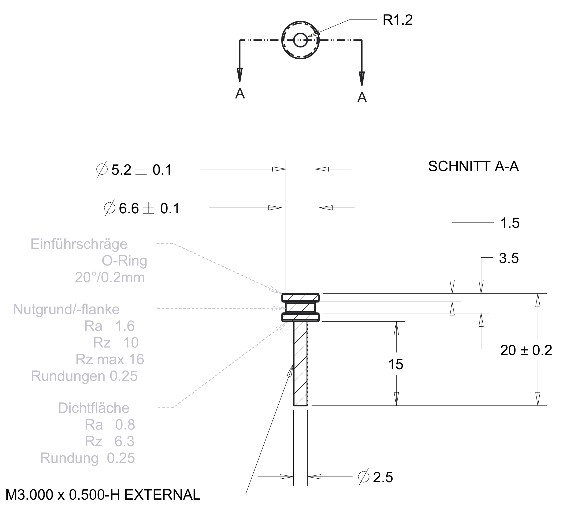 R1.2
A
A
⌀ 5.2 ± 0.1
SCHNITT A-A
⌀ 6.6 ± 0.1
1.5
Einführschräge
O-Ring
20°/0.2mm
3.5
Nutgrund/-flanke
Ra 1.6
Rz 10
Rz max 16
Rundungen 0.25
20 ± 0.2
15
Dichtfläche
Ra 0.8
Rz 6.3
Rundung 0.25
⌀ 2.5
M3.000 x 0.500-H EXTERNAL